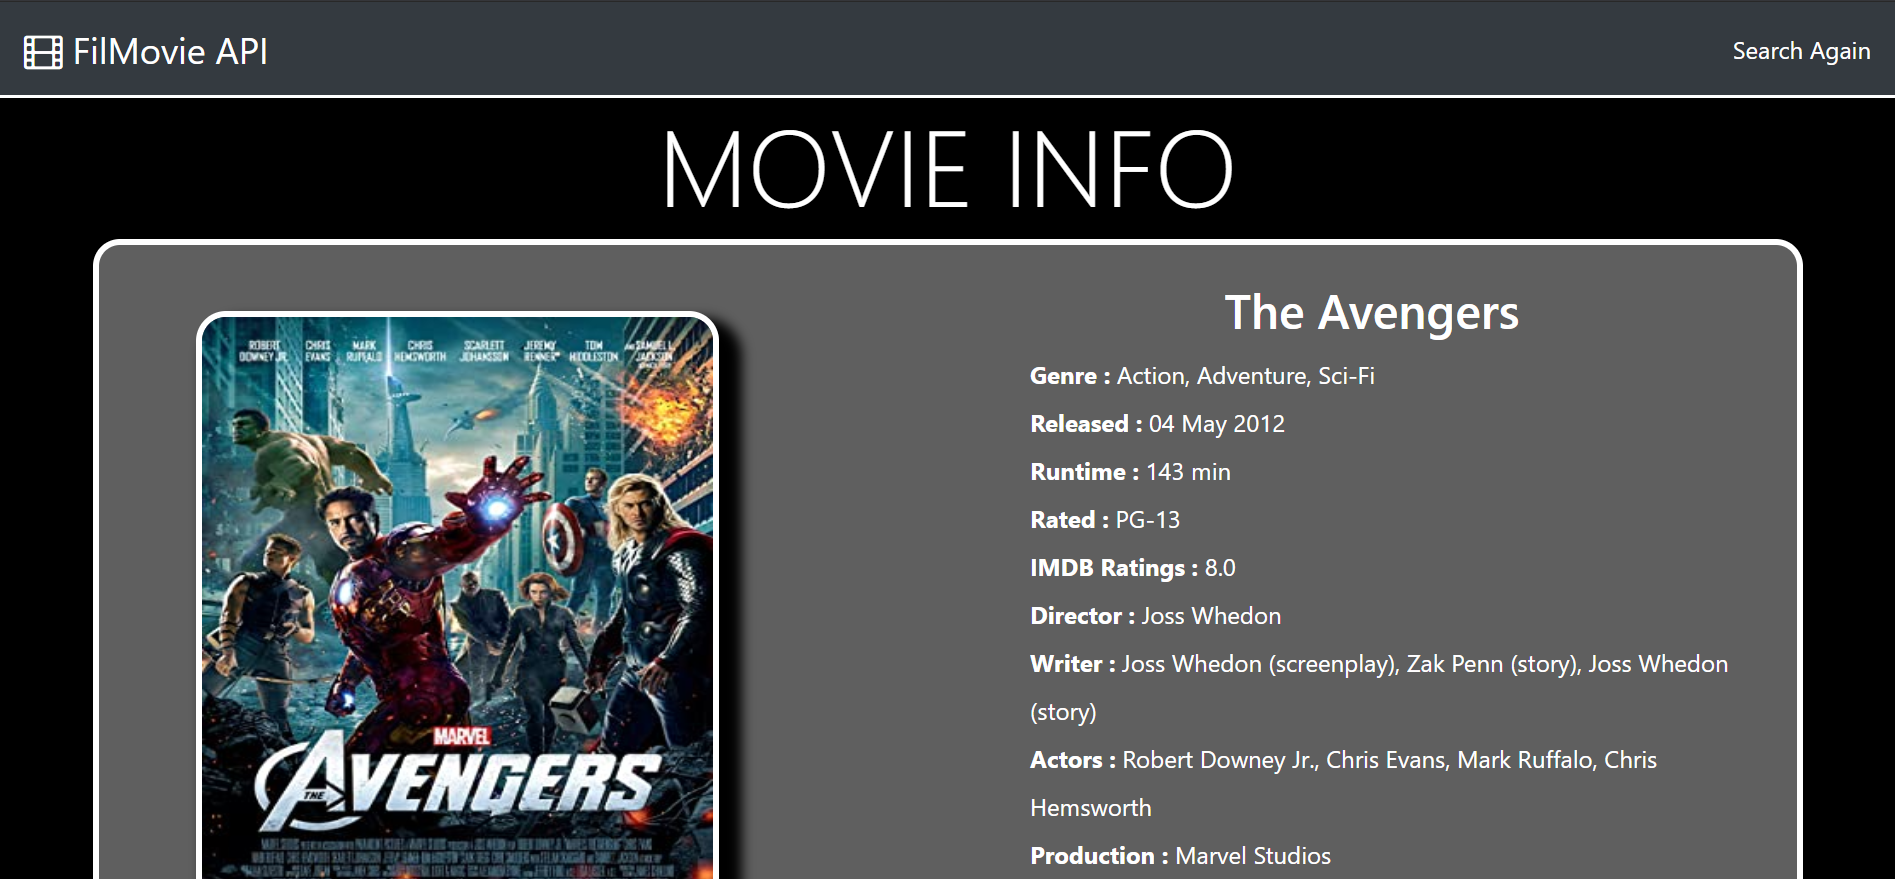 FilMovie API
Search Again
MOVIE INFO
ROBERT DOWNEY JR.
CHRIS EVANS
MARK RUFFALO
CHRIS HEMSWORTH
SCARLETT JOHANSSON
JEREMY RENNER
TOM HIDDLESTON
AND SAMUEL L. JACKSON
MARVEL
THE AVENGERS
The Avengers
Genre : Action, Adventure, Sci-Fi
Released : 04 May 2012
Runtime : 143 min
Rated : PG-13
IMDB Ratings : 8.0
Director : Joss Whedon
Writer : Joss Whedon (screenplay), Zak Penn (story), Joss Whedon
(story)
Actors : Robert Downey Jr., Chris Evans, Mark Ruffalo, Chris
Hemsworth
Production : Marvel Studios